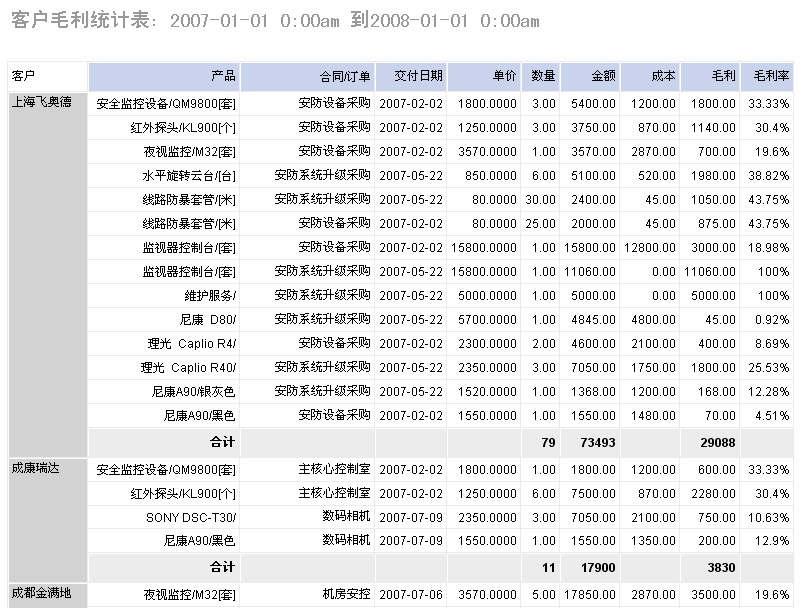 客户毛利统计表: 2007-01-01 0:00am 到2008-01-01 0:00am
客户 产品 合同/订单 交付日期 单价 数量 金额 成本 毛利 毛利率
上海飞奥德 安全监控设备/QM9800[套] 安防设备采购 2007-02-02 1800.0000 3.00 5400.00 1200.00 1800.00 33.33%
红外探头/KL900[个] 安防设备采购 2007-02-02 1250.0000 3.00 3750.00 870.00 1140.00 30.4%
夜视监控/M32[套] 安防设备采购 2007-02-02 3570.0000 1.00 3570.00 2870.00 700.00 19.6%
水平旋转云台/[台] 安防系统升级采购 2007-05-22 850.0000 6.00 5100.00 520.00 1980.00 38.82%
线路防暴套管/[米] 安防系统升级采购 2007-05-22 80.0000 30.00 2400.00 45.00 1050.00 43.75%
线路防暴套管/[米] 安防设备采购 2007-02-02 80.0000 25.00 2000.00 45.00 875.00 43.75%
监视器控制台/[套] 安防设备采购 2007-02-02 15800.0000 1.00 15800.00 12800.00 3000.00 18.98%
监视器控制台/[套] 安防系统升级采购 2007-05-22 15800.0000 1.00 11060.00 0.00 11060.00 100%
维护服务/ 安防系统升级采购 2007-05-22 5000.0000 1.00 5000.00 0.00 5000.00 100%
尼康 D80/ 安防系统升级采购 2007-05-22 5700.0000 1.00 4845.00 4800.00 45.00 0.92%
理光 Caplio R4/ 安防设备采购 2007-02-02 2300.0000 2.00 4600.00 2100.00 400.00 8.69%
理光 Caplio R40/ 安防系统升级采购 2007-05-22 2350.0000 3.00 7050.00 1750.00 1800.00 25.53%
尼康A90/银灰色 安防系统升级采购 2007-05-22 1520.0000 1.00 1368.00 1200.00 168.00 12.28%
尼康A90/黑色 安防设备采购 2007-02-02 1550.0000 1.00 1550.00 1480.00 70.00 4.51%
合计 79 73493 29088
成康瑞达 安全监控设备/QM9800[套] 主核心控制室 2007-02-02 1800.0000 1.00 1800.00 1200.00 600.00 33.33%
红外探头/KL900[个] 主核心控制室 2007-02-02 1250.0000 6.00 7500.00 870.00 2280.00 30.4%
SONY DSC-T30/ 数码相机 2007-07-09 2350.0000 3.00 7050.00 2100.00 750.00 10.63%
尼康A90/黑色 数码相机 2007-07-09 1550.0000 1.00 1550.00 1350.00 200.00 12.9%
合计 11 17900 3830
成都金满地 夜视监控/M32[套] 机房安控 2007-07-06 3570.0000 5.00 17850.00 2870.00 3500.00 19.6%